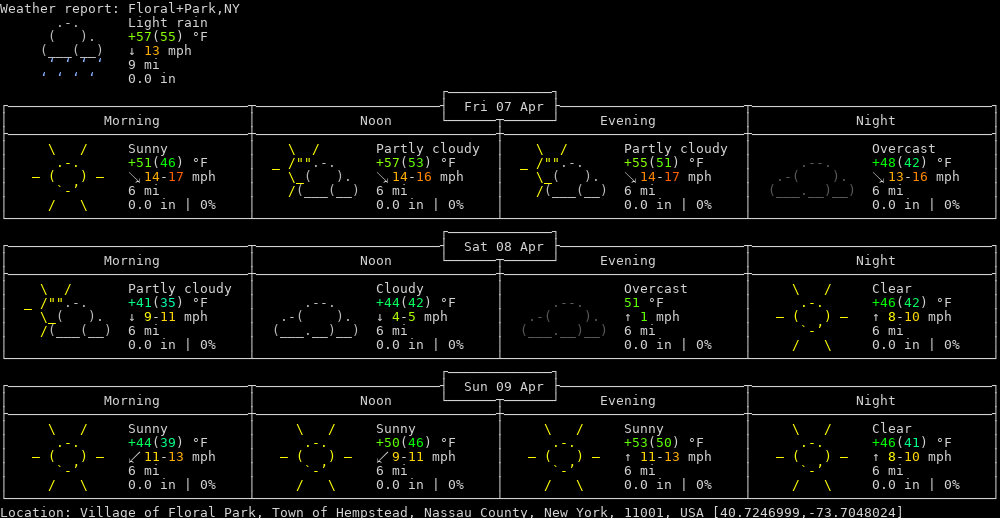 Weather report: Floral+Park,NY
Light rain
+57(55) °F
↓ 13 mph
9 mi
0.0 in
Fri 07 Apr
Morning Noon Evening Night
Sunny Partly cloudy Partly cloudy Overcast
+51(46) °F +57(53) °F +55(51) °F +48(42) °F
↘ 14-17 mph ↘ 14-16 mph ↘ 14-17 mph ↘ 13-16 mph
6 mi 6 mi 6 mi 6 mi
0.0 in | 0% 0.0 in | 0% 0.0 in | 0% 0.0 in | 0%
Sat 08 Apr
Morning Noon Evening Night
Partly cloudy Cloudy Overcast Clear
+41(35) °F +44(42) °F 51 °F +46(42) °F
↓ 9-11 mph ↓ 4-5 mph ↑ 1 mph ↑ 8-10 mph
6 mi 6 mi 6 mi 6 mi
0.0 in | 0% 0.0 in | 0% 0.0 in | 0% 0.0 in | 0%
Sun 09 Apr
Morning Noon Evening Night
Sunny Sunny Sunny Clear
+44(39) °F +50(46) °F +53(50) °F +46(41) °F
↙ 11-13 mph ↙ 9-11 mph ↑ 11-13 mph ↑ 8-10 mph
6 mi 6 mi 6 mi 6 mi
0.0 in | 0% 0.0 in | 0% 0.0 in | 0% 0.0 in | 0%
Location: Village of Floral Park, Town of Hempstead, Nassau County, New York, 11001, USA [40.7246999,-73.7048024]